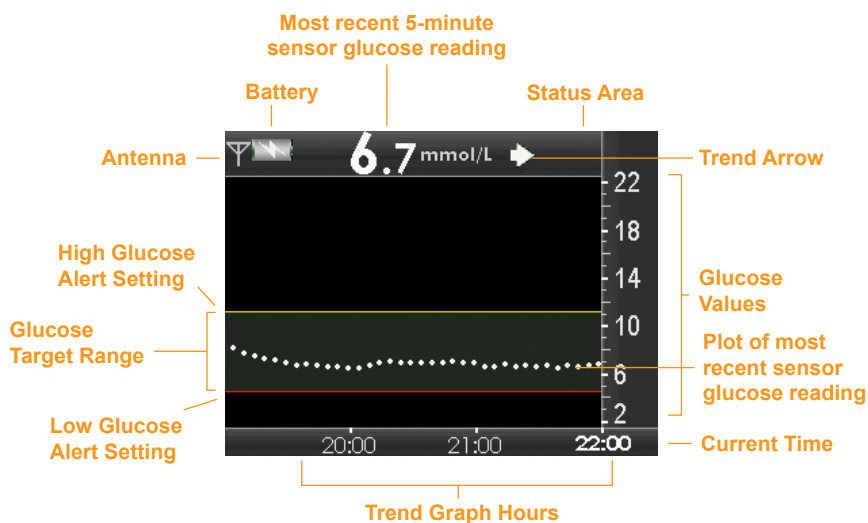 Most recent 5-minute
sensor glucose reading
Battery
Status Area
Antenna
6.7 mmol/L
Trend Arrow
22
18
14
10
6
2
High Glucose
Alert Setting
Glucose
Target Range
Low Glucose
Alert Setting
Glucose
Values
Plot of most
recent sensor
glucose reading
20:00 21:00 22:00
Current Time
Trend Graph Hours